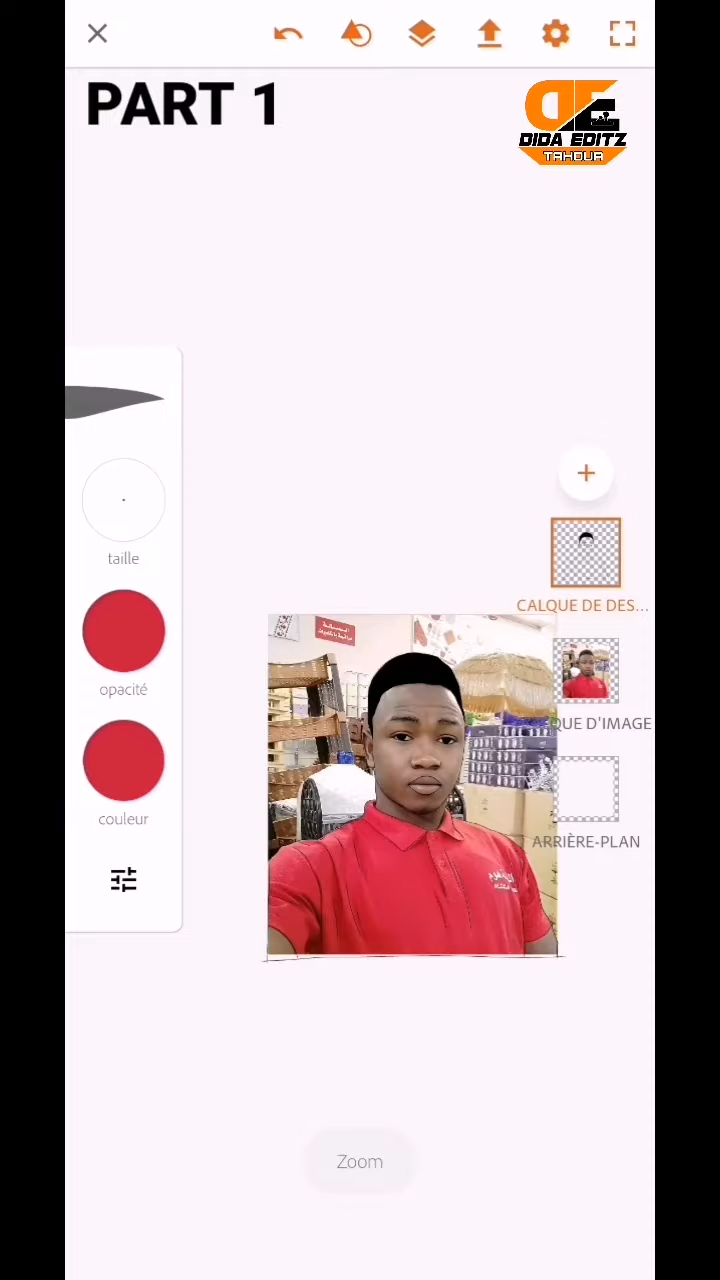 PART 1
DIDA EDITZ
TAHOUR
taille
CALQUE DE DES...
opacité
QUE D'IMAGE
couleur
ARRIÈRE-PLAN
Zoom